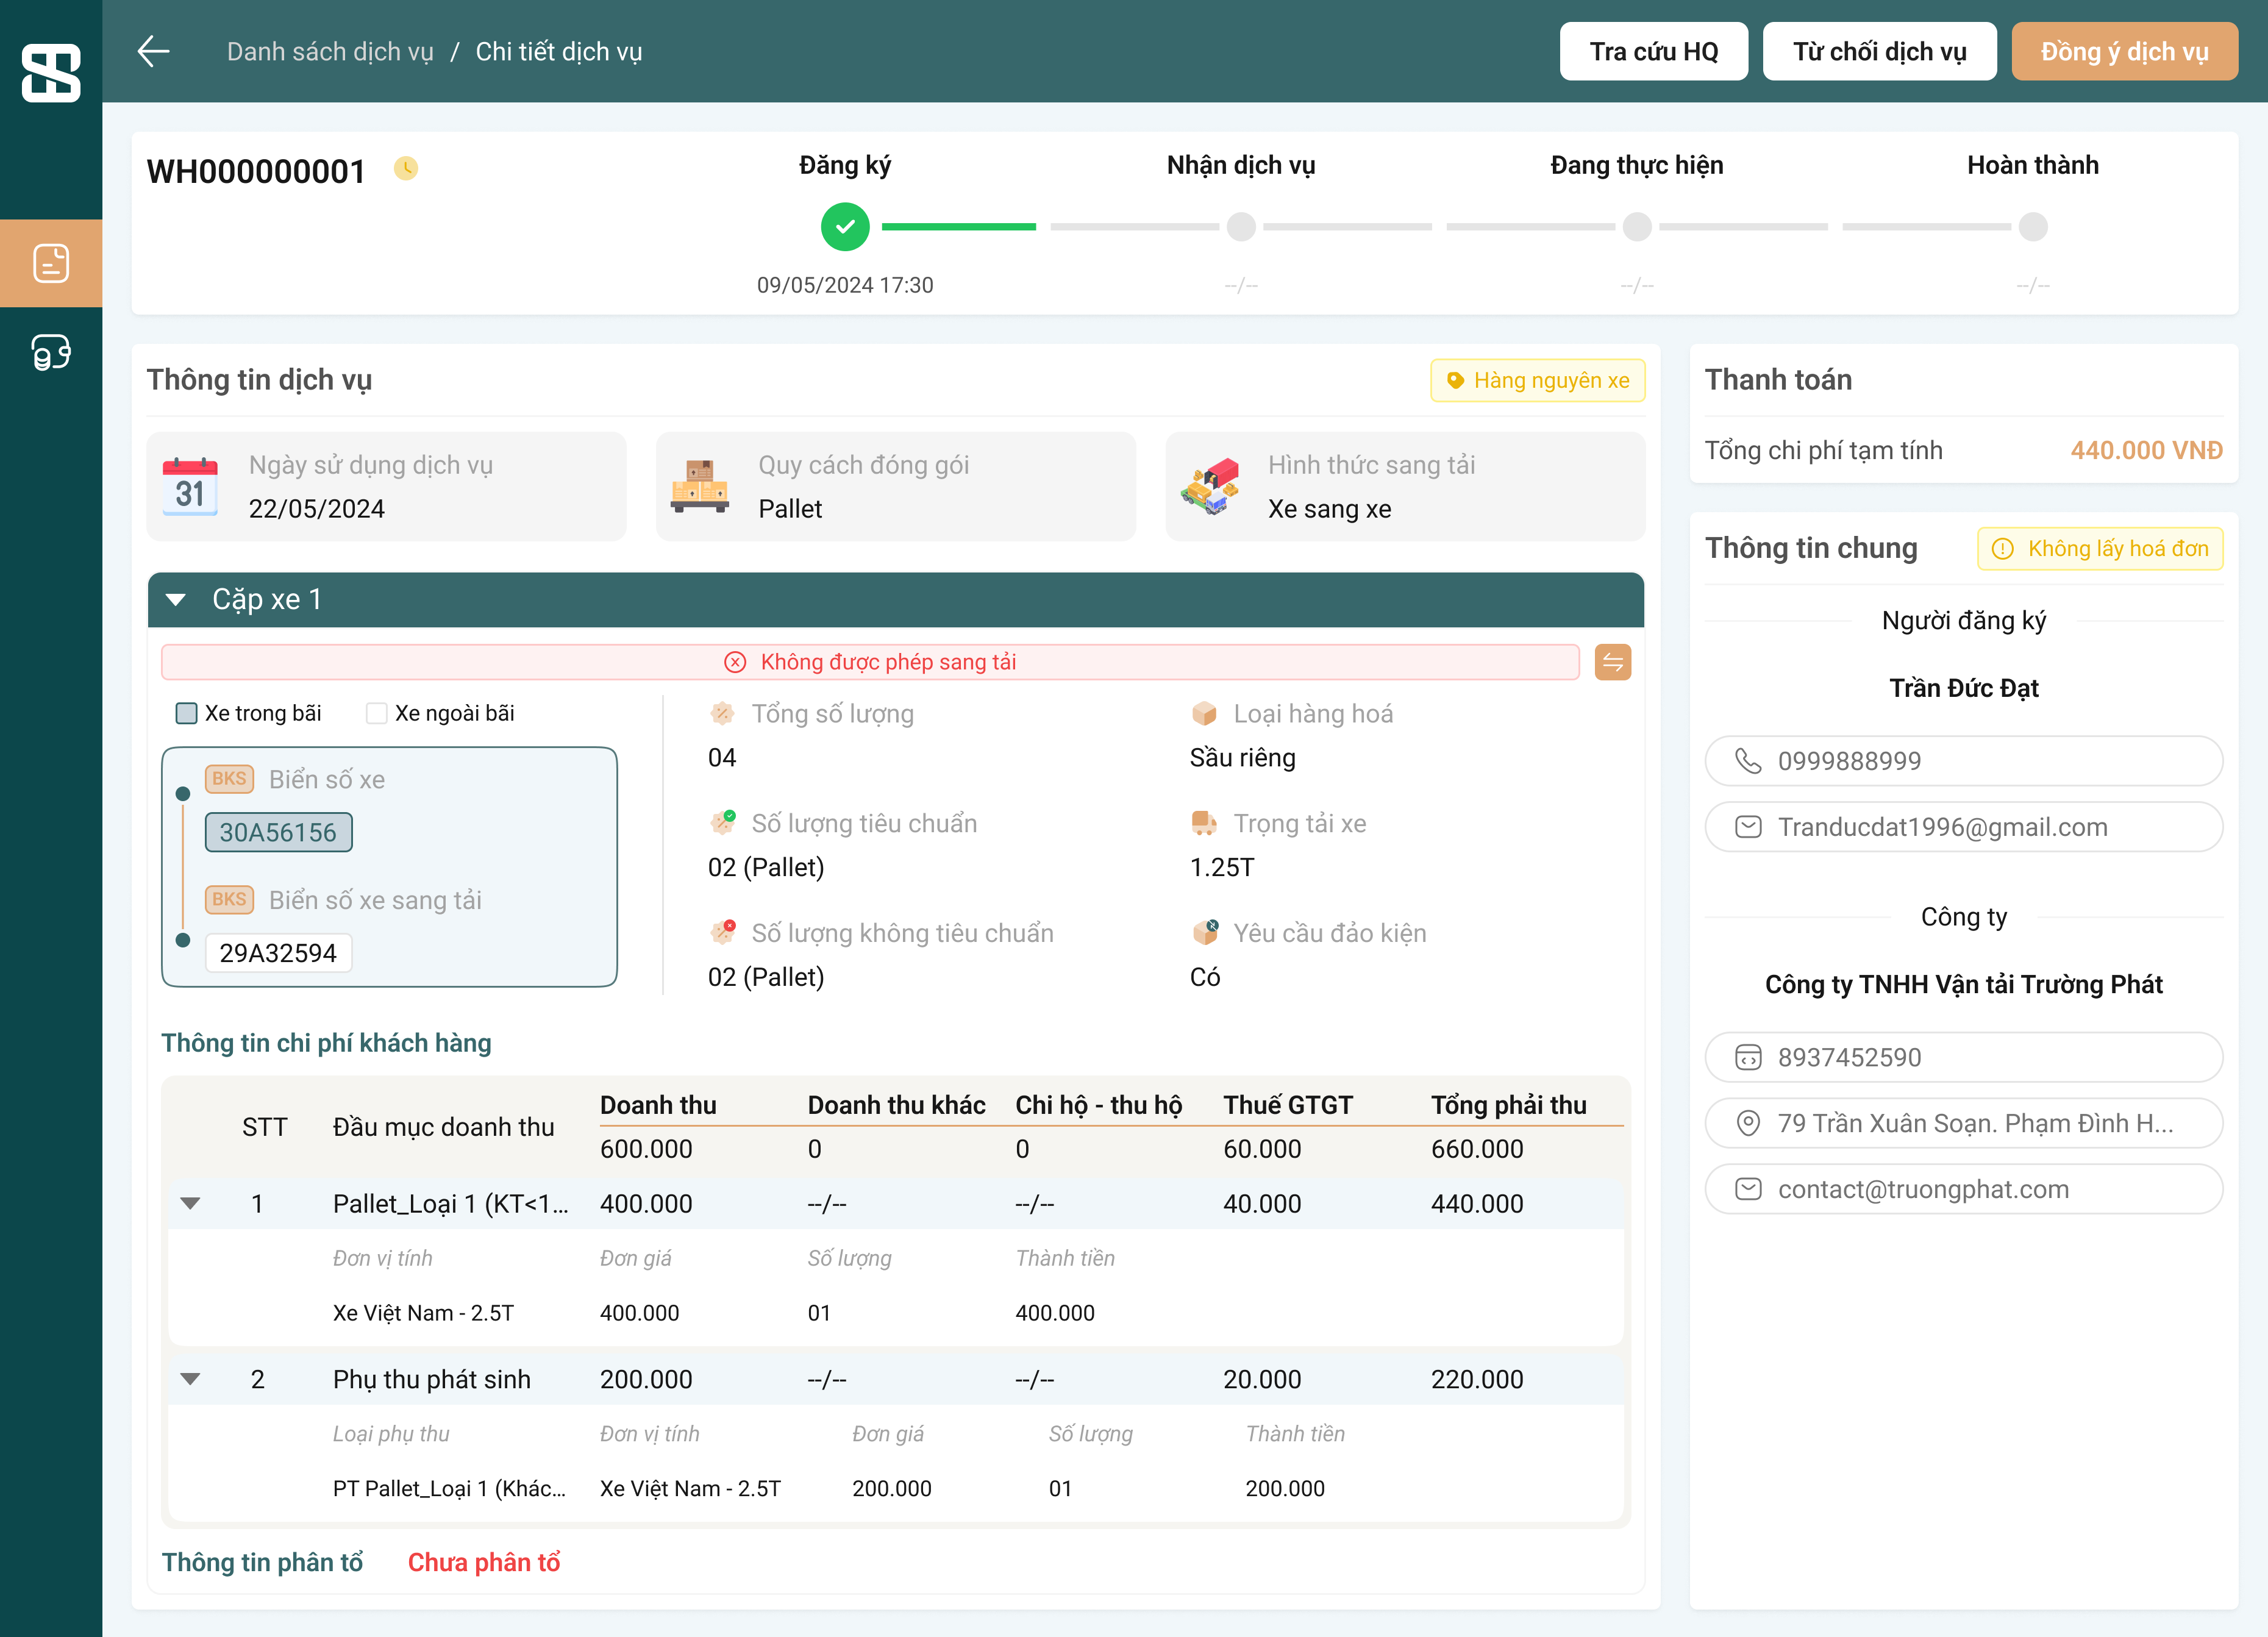 Danh sách dịch vụ / Chi tiết dịch vụ
Tra cứu HQ
Từ chối dịch vụ
Đồng ý dịch vụ
WH000000001
Đăng ký
Nhận dịch vụ
Đang thực hiện
Hoàn thành
09/05/2024 17:30
--/--
--/--
--/--
Thông tin dịch vụ
Hàng nguyên xe
31
Ngày sử dụng dịch vụ
22/05/2024
Quy cách đóng gói
Pallet
Hình thức sang tải
Xe sang xe
Cặp xe 1
Không được phép sang tải
Xe trong bãi
Xe ngoài bãi
BKS Biển số xe
30A56156
BKS Biển số xe sang tải
29A32594
Tổng số lượng
04
Loại hàng hoá
Sầu riêng
Số lượng tiêu chuẩn
02 (Pallet)
Trọng tải xe
1.25T
Số lượng không tiêu chuẩn
02 (Pallet)
Yêu cầu đảo kiện
Có
Thông tin chi phí khách hàng
STT Đầu mục doanh thu Doanh thu Doanh thu khác Chi hộ - thu hộ Thuế GTGT Tổng phải thu
600.000 0 0 60.000 660.000
1 Pallet_Loại 1 (KT<1... 400.000 --/-- --/-- 40.000 440.000
Đơn vị tính Đơn giá Số lượng Thành tiền
Xe Việt Nam - 2.5T 400.000 01 400.000
2 Phụ thu phát sinh 200.000 --/-- --/-- 20.000 220.000
Loại phụ thu Đơn vị tính Đơn giá Số lượng Thành tiền
PT Pallet_Loại 1 (Khác... Xe Việt Nam - 2.5T 200.000 01 200.000
Thông tin phân tổ Chưa phân tổ
Thanh toán
Tổng chi phí tạm tính 440.000 VNĐ
Thông tin chung
Không lấy hoá đơn
Người đăng ký
Trần Đức Đạt
0999888999
Tranducdat1996@gmail.com
Công ty
Công ty TNHH Vận tải Trường Phát
8937452590
79 Trần Xuân Soạn. Phạm Đình H...
contact@truongphat.com